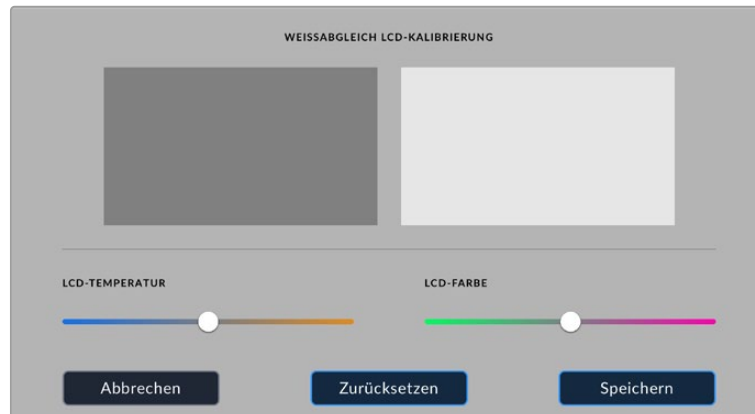 WEISSABGLEICH LCD-KALIBRIERUNG
LCD-TEMPERATUR
LCD-FARBE
Abbrechen
Zurücksetzen
Speichern